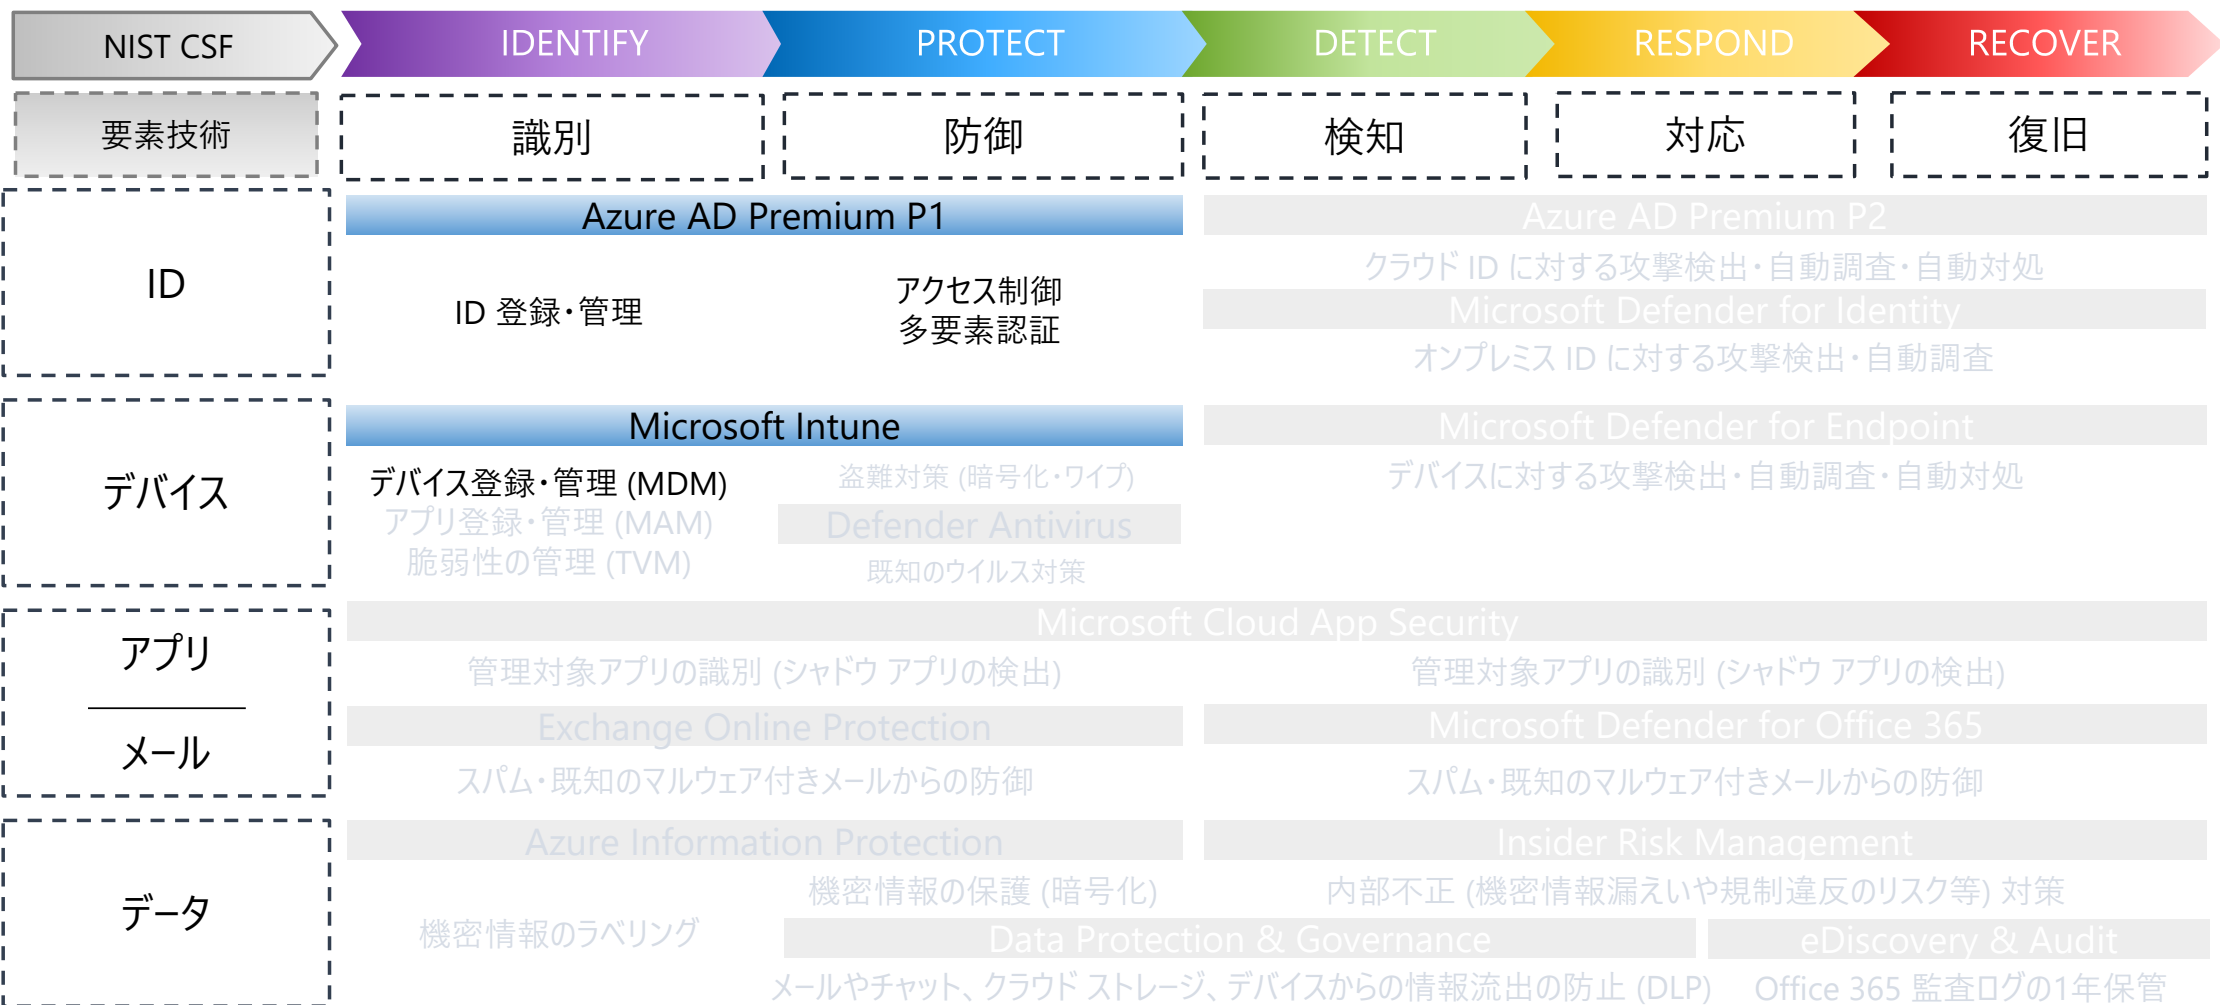 NIST CSF
IDENTIFY
PROTECT
DETECT
RESPOND
RECOVER
要素技術
識別
防御
検知
対応
復旧
ID
Azure AD Premium P1
Azure AD Premium P2
クラウド ID に対する攻撃検出・自動調査・自動対処
ID 登録・管理
アクセス制御
多要素認証
Microsoft Defender for Identity
オンプレミス ID に対する攻撃検出・自動調査
デバイス
Microsoft Intune
Microsoft Defender for Endpoint
デバイス登録・管理 (MDM)
アプリ登録・管理 (MAM)
脆弱性の管理 (TVM)
盗難対策 (暗号化・ワイプ)
Defender Antivirus
既知のウイルス対策
デバイスに対する攻撃検出・自動調査・自動対処
アプリ
メール
Microsoft Cloud App Security
管理対象アプリの識別 (シャドウ アプリの検出)
管理対象アプリの識別 (シャドウ アプリの検出)
Exchange Online Protection
Microsoft Defender for Office 365
スパム・既知のマルウェア付きメールからの防御
スパム・既知のマルウェア付きメールからの防御
データ
Azure Information Protection
Insider Risk Management
機密情報のラベリング
機密情報の保護 (暗号化)
内部不正 (機密情報漏えいや規制違反のリスク等) 対策
Data Protection & Governance
eDiscovery & Audit
メールやチャット、クラウド ストレージ、デバイスからの情報流出の防止 (DLP)
Office 365 監査ログの1年保管